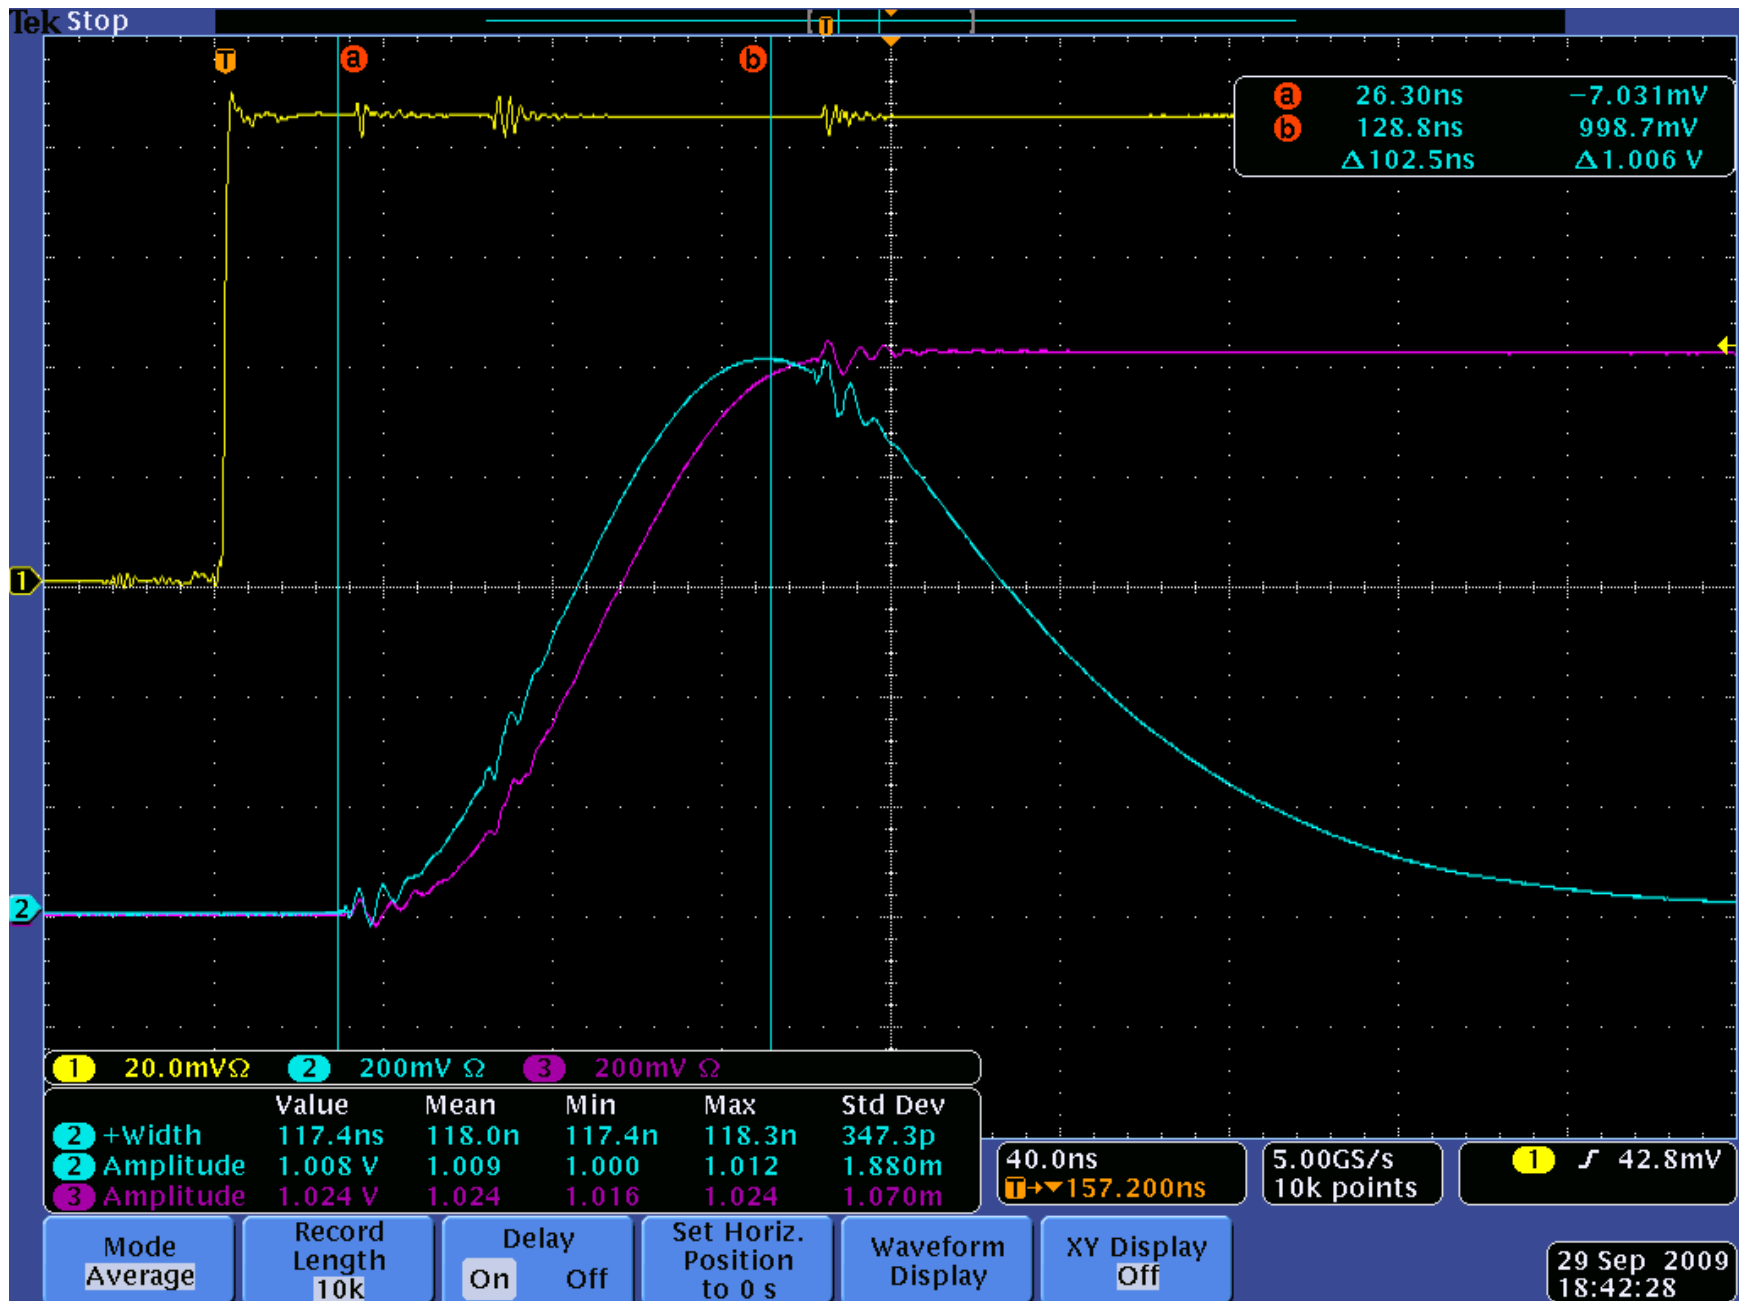 Tek Stop
T
T a b
a 26.30ns −7.031mV
b 128.8ns 998.7mV
Δ102.5ns Δ1.006 V
1
2
1 20.0mVΩ 2 200mV Ω 3 200mV Ω
Value Mean Min Max Std Dev
2 +Width 117.4ns 118.0n 117.4n 118.3n 347.3p
2 Amplitude 1.008 V 1.009 1.000 1.012 1.880m
3 Amplitude 1.024 V 1.024 1.016 1.024 1.070m
40.0ns
T→▼157.200ns
5.00GS/s
10k points
1 ƒ 42.8mV
Mode
Average
Record
Length
10k
Delay
On Off
Set Horiz.
Position
to 0 s
Waveform
Display
XY Display
Off
29 Sep 2009
18:42:28